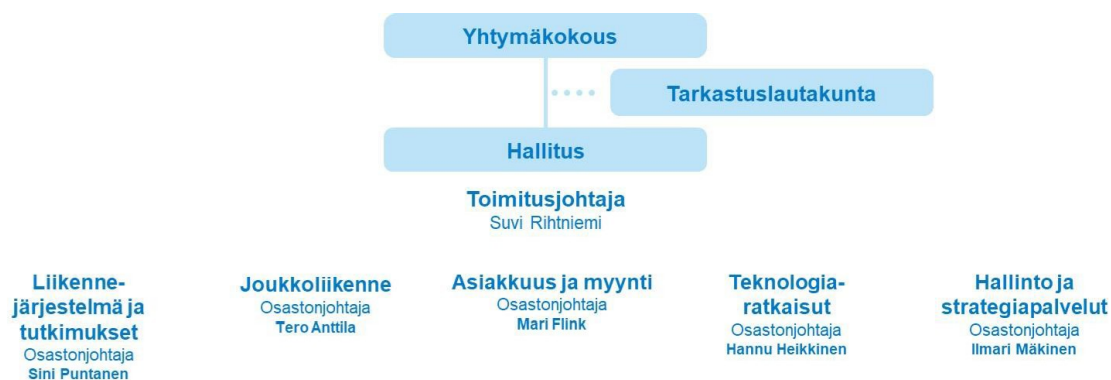 Yhtymäkokous
Tarkastuslautakunta
Hallitus
Toimitusjohtaja
Suvi Rihtniemi
Liikenne-
järjestelmä ja
tutkimukset
Osastonjohtaja
Sini Puntanen
Joukkoliikenne
Osastonjohtaja
Tero Anttila
Asiakkuus ja myynti
Osastonjohtaja
Mari Flink
Teknologia-
ratkaisut
Osastonjohtaja
Hannu Heikkinen
Hallinto ja
strategiapalvelut
Osastonjohtaja
Ilmari Mäkinen